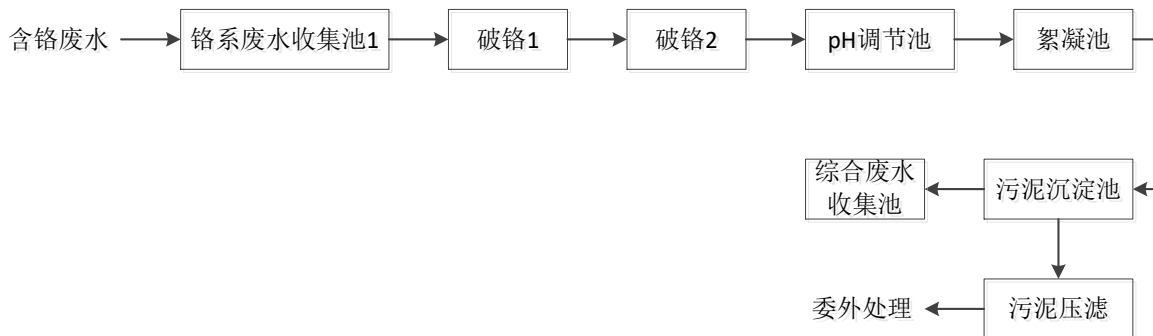 含铬废水
铬系废水收集池1
破铬1
破铬2
pH调节池
絮凝池
综合废水
收集池
污泥沉淀池
委外处理
污泥压滤